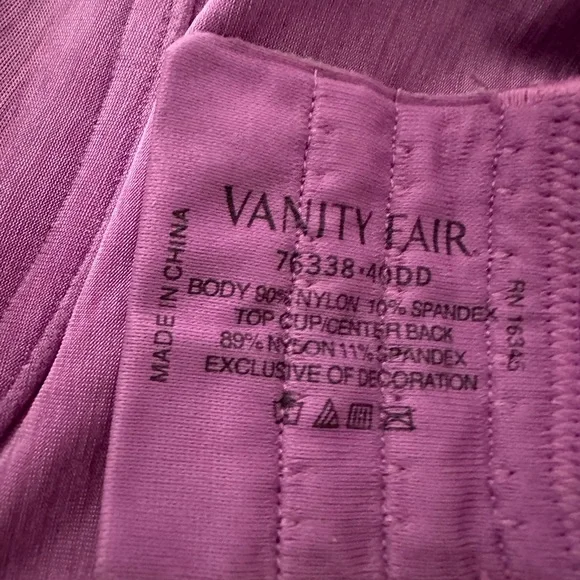 VANITY FAIR
76338•40DD
BODY 90% NYLON 10% SPANDEX
TOP CUP/CENTER BACK
89% NYLON 11% SPANDEX
EXCLUSIVE OF DECORATION
MADE IN CHINA
RN 16345